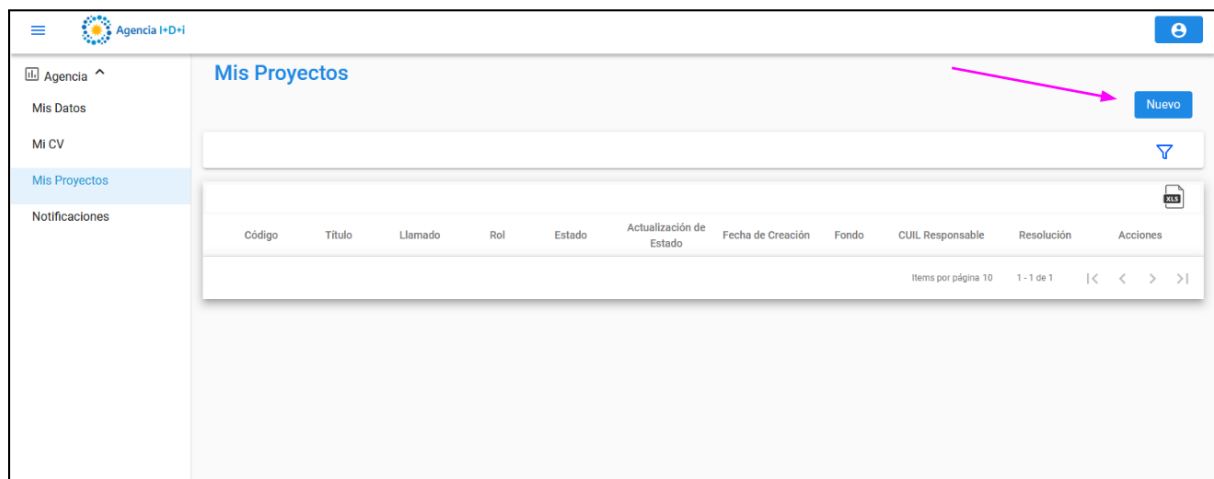 Agencia I+D+i
Agencia
Mis Datos
Mi CV
Mis Proyectos
Notificaciones
Mis Proyectos
Nuevo
XLS
Código Título Llamado Rol Estado Actualización de Estado Fecha de Creación Fondo CUIL Responsable Resolución Acciones
Items por página 10 1 - 1 de 1